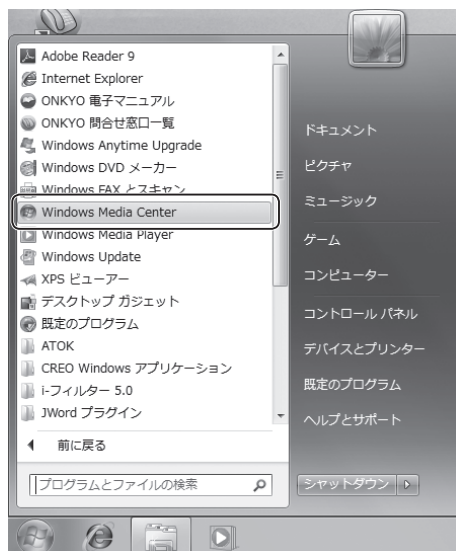 Adobe Reader 9
Internet Explorer
ONKYO 電子マニュアル
ONKYO 問合せ窓口一覧
Windows Anytime Upgrade
Windows DVD メーカー
Windows FAX とスキャン
Windows Media Center
Windows Media Player
Windows Update
XPS ビューアー
デスクトップ ガジェット
既定のプログラム
ATOK
CREO Windows アプリケーション
i-フィルター 5.0
JWord プラグイン
前に戻る
プログラムとファイルの検索
ドキュメント
ピクチャ
ミュージック
ゲーム
コンピューター
コントロール パネル
デバイスとプリンター
既定のプログラム
ヘルプとサポート
シャットダウン